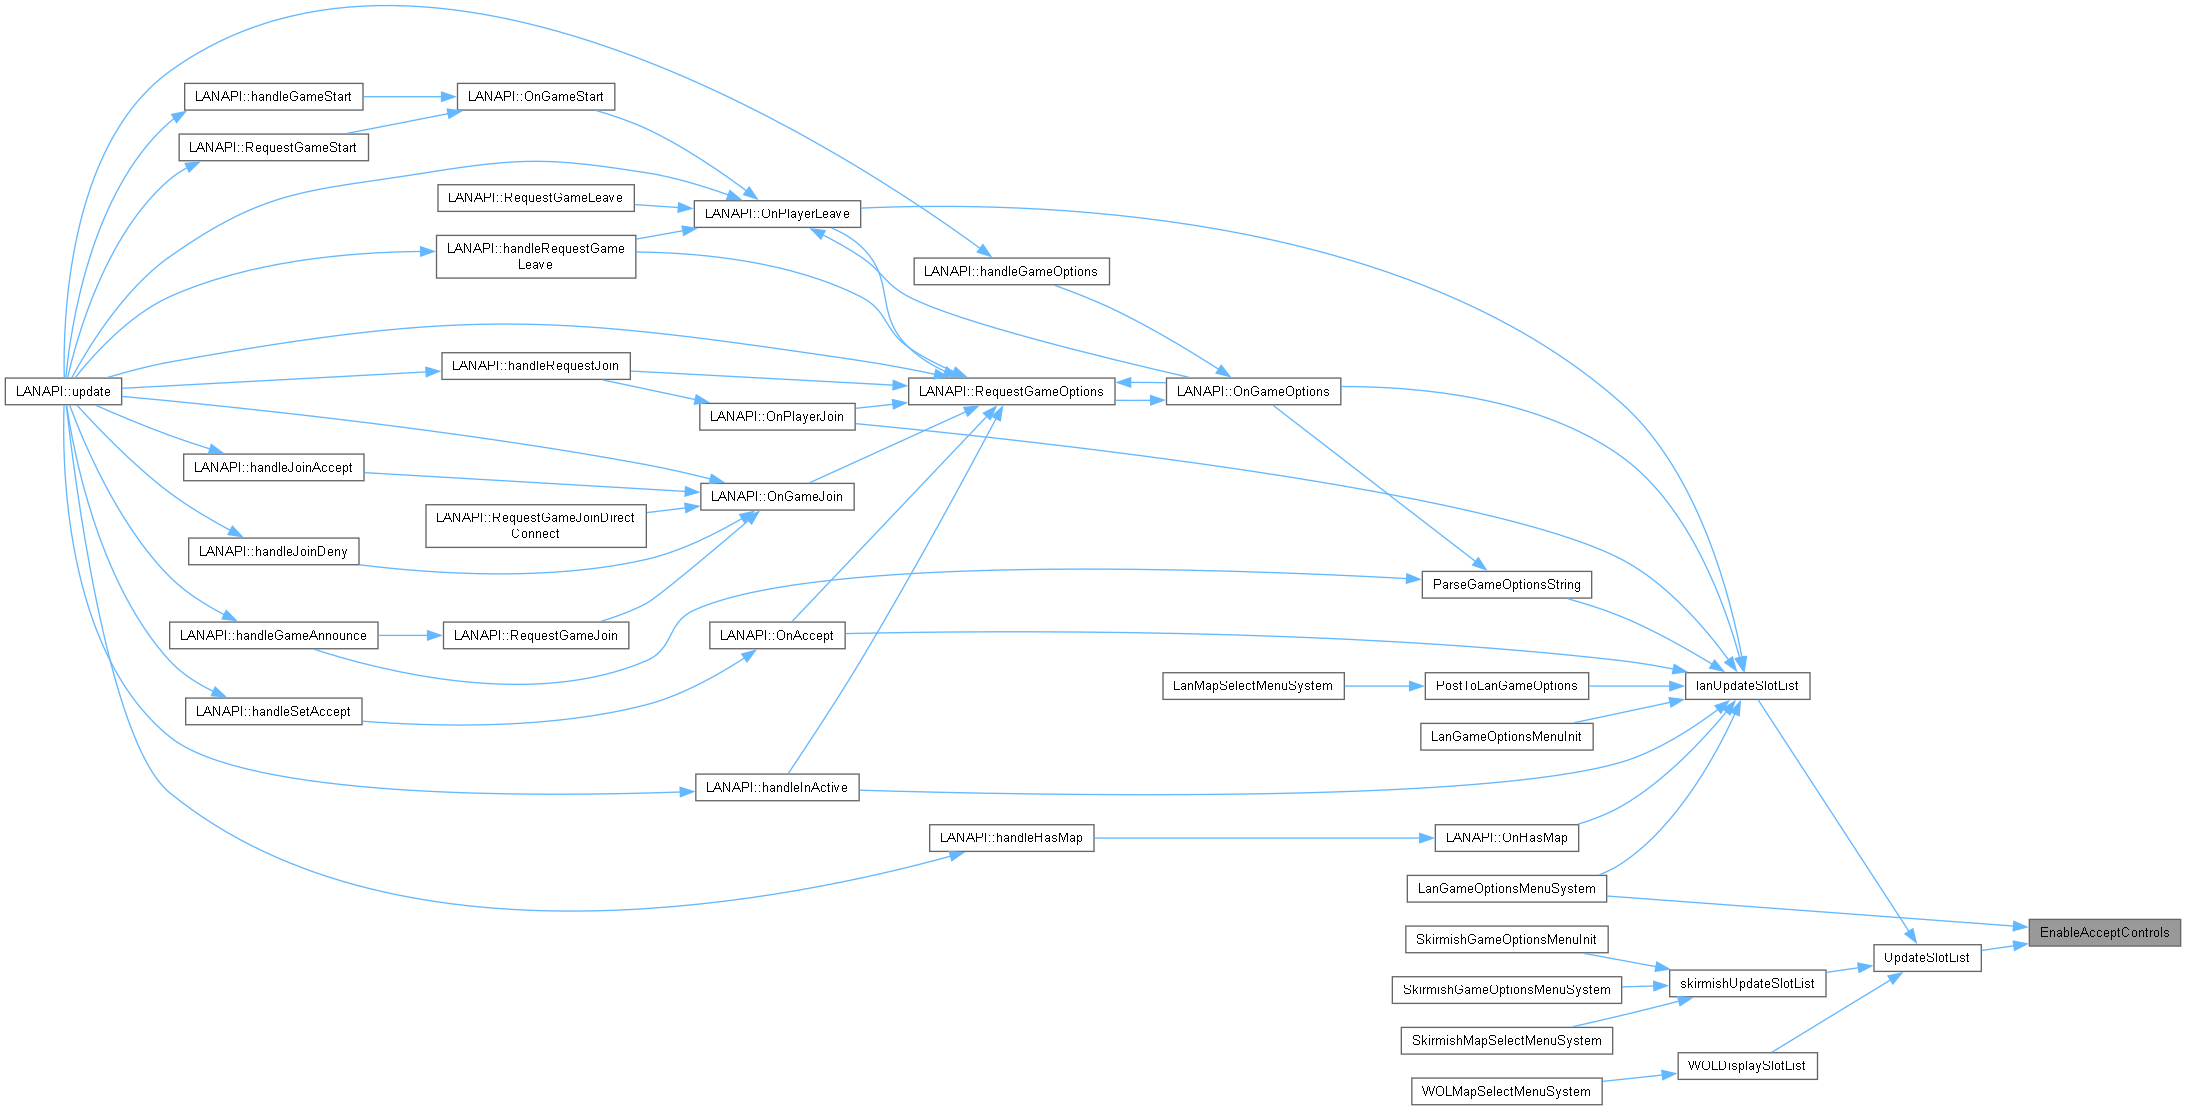 LANAPI::handleGameStart
LANAPI::OnGameStart
LANAPI::RequestGameStart
LANAPI::RequestGameLeave
LANAPI::OnPlayerLeave
LANAPI::handleRequestGame
Leave
LANAPI::handleGameOptions
LANAPI::handleRequestJoin
LANAPI::update
LANAPI::RequestGameOptions
LANAPI::OnGameOptions
LANAPI::OnPlayerJoin
LANAPI::handleJoinAccept
LANAPI::OnGameJoin
LANAPI::RequestGameJoinDirect
Connect
LANAPI::handleJoinDeny
ParseGameOptionsString
LANAPI::handleGameAnnounce
LANAPI::RequestGameJoin
LANAPI::OnAccept
LanMapSelectMenuSystem
PostToLanGameOptions
lanUpdateSlotList
LANAPI::handleSetAccept
LanGameOptionsMenuInit
LANAPI::handleInActive
LANAPI::handleHasMap
LANAPI::OnHasMap
LanGameOptionsMenuSystem
EnableAcceptControls
SkirmishGameOptionsMenuInit
UpdateSlotList
skirmishUpdateSlotList
SkirmishGameOptionsMenuSystem
SkirmishMapSelectMenuSystem
WOLDisplaySlotList
WOLMapSelectMenuSystem